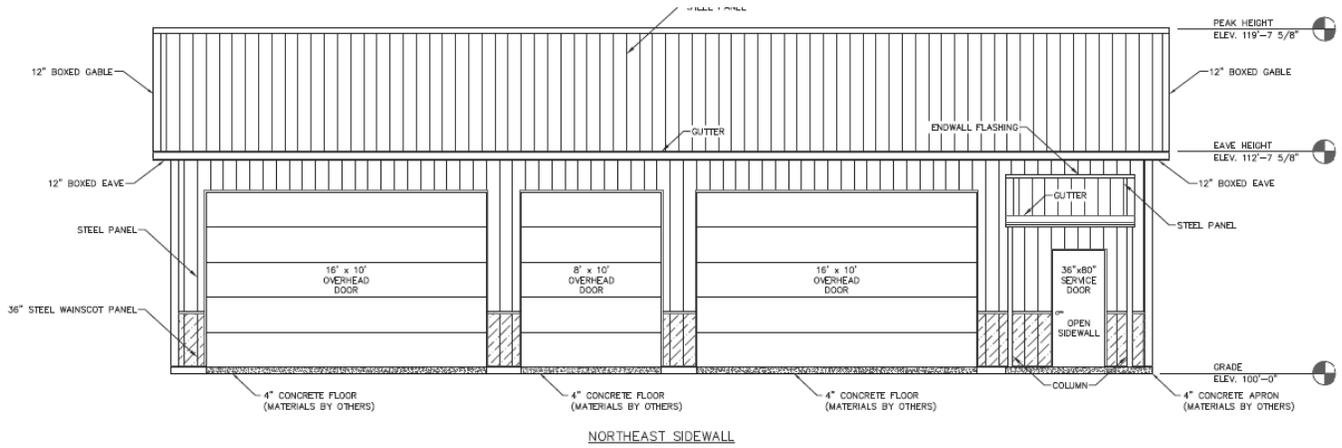 STEEL PANEL
PEAK HEIGHT
ELEV. 119'-7 5/8"
12" BOXED GABLE
12" BOXED GABLE
GUTTER
ENDWALL FLASHING
EAVE HEIGHT
ELEV. 112'-7 5/8"
12" BOXED EAVE
12" BOXED EAVE
GUTTER
STEEL PANEL
STEEL PANEL
16' x 10'
OVERHEAD
DOOR
8' x 10'
OVERHEAD
DOOR
16' x 10'
OVERHEAD
DOOR
36"x80"
SERVICE
DOOR
36" STEEL WAINSCOT PANEL
OPEN
SIDEWALL
GRADE
ELEV. 100'-0"
COLUMN
4" CONCRETE FLOOR
(MATERIALS BY OTHERS)
4" CONCRETE FLOOR
(MATERIALS BY OTHERS)
4" CONCRETE FLOOR
(MATERIALS BY OTHERS)
4" CONCRETE APRON
(MATERIALS BY OTHERS)
NORTHEAST SIDEWALL